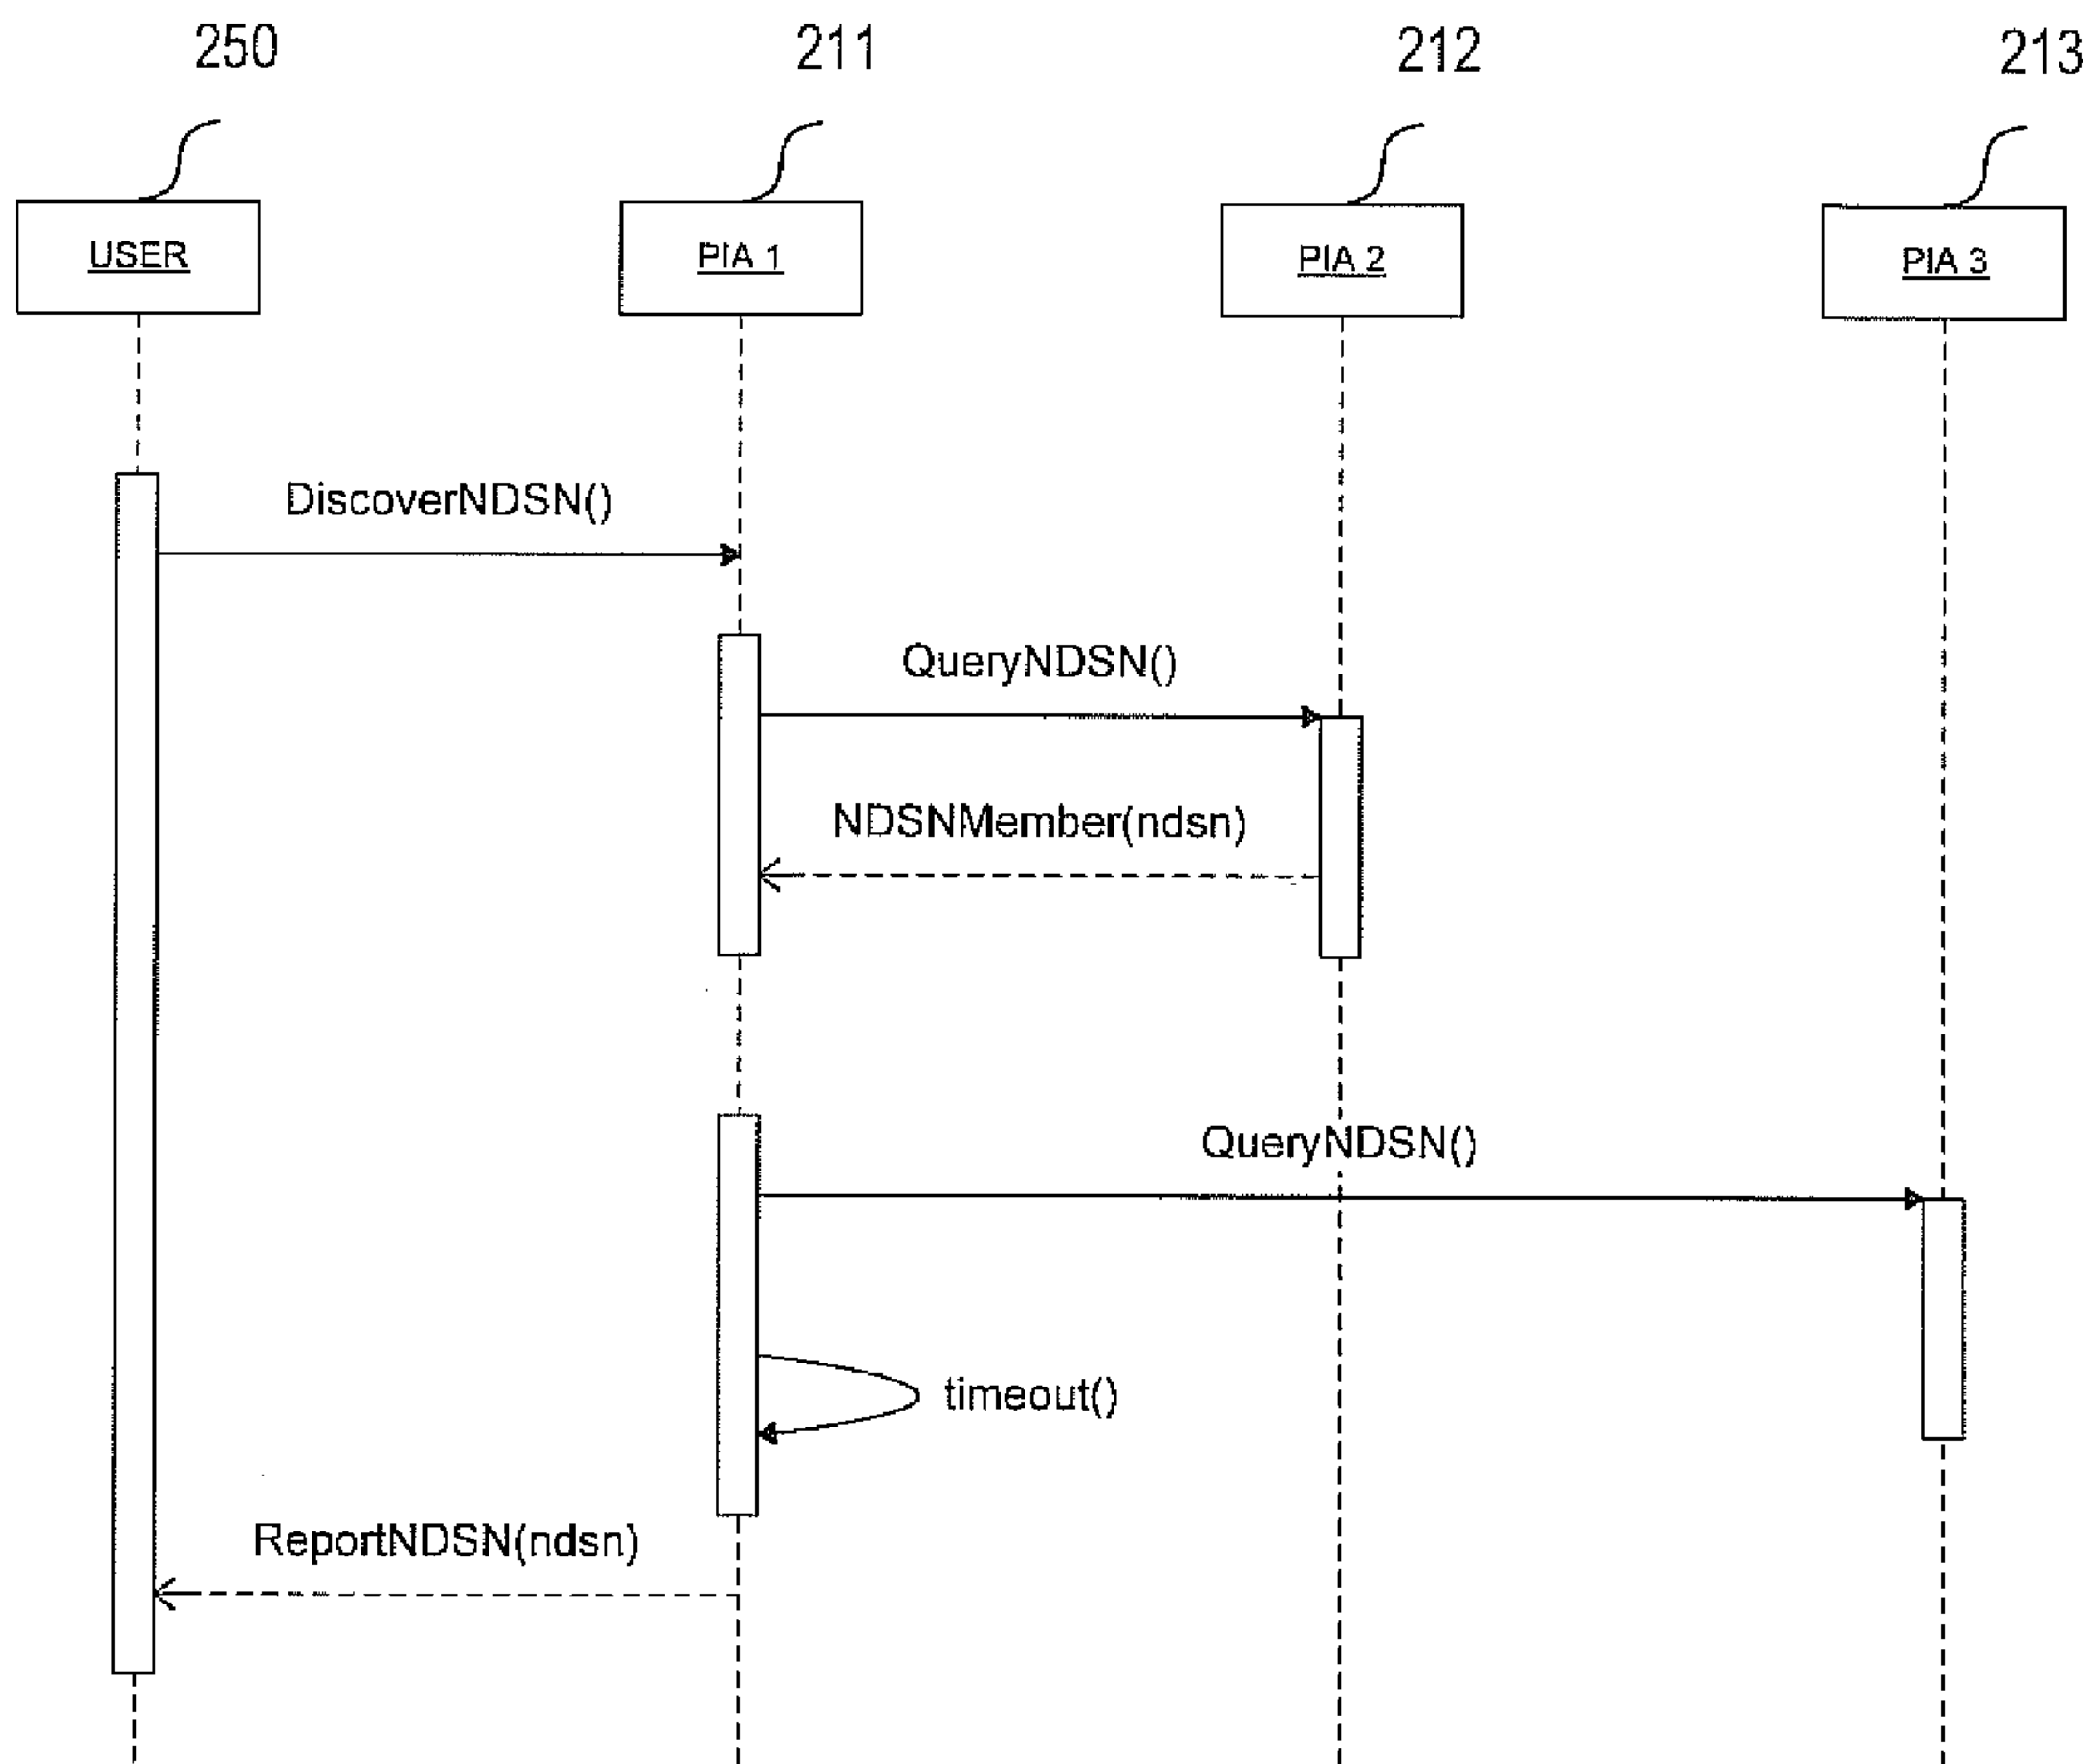 250 211 212 213
USER PIA 1 PIA 2 PIA 3
DiscoverNDSN()
QueryNDSN()
NDSNMember(ndsn)
QueryNDSN()
timeout()
ReportNDSN(ndsn)